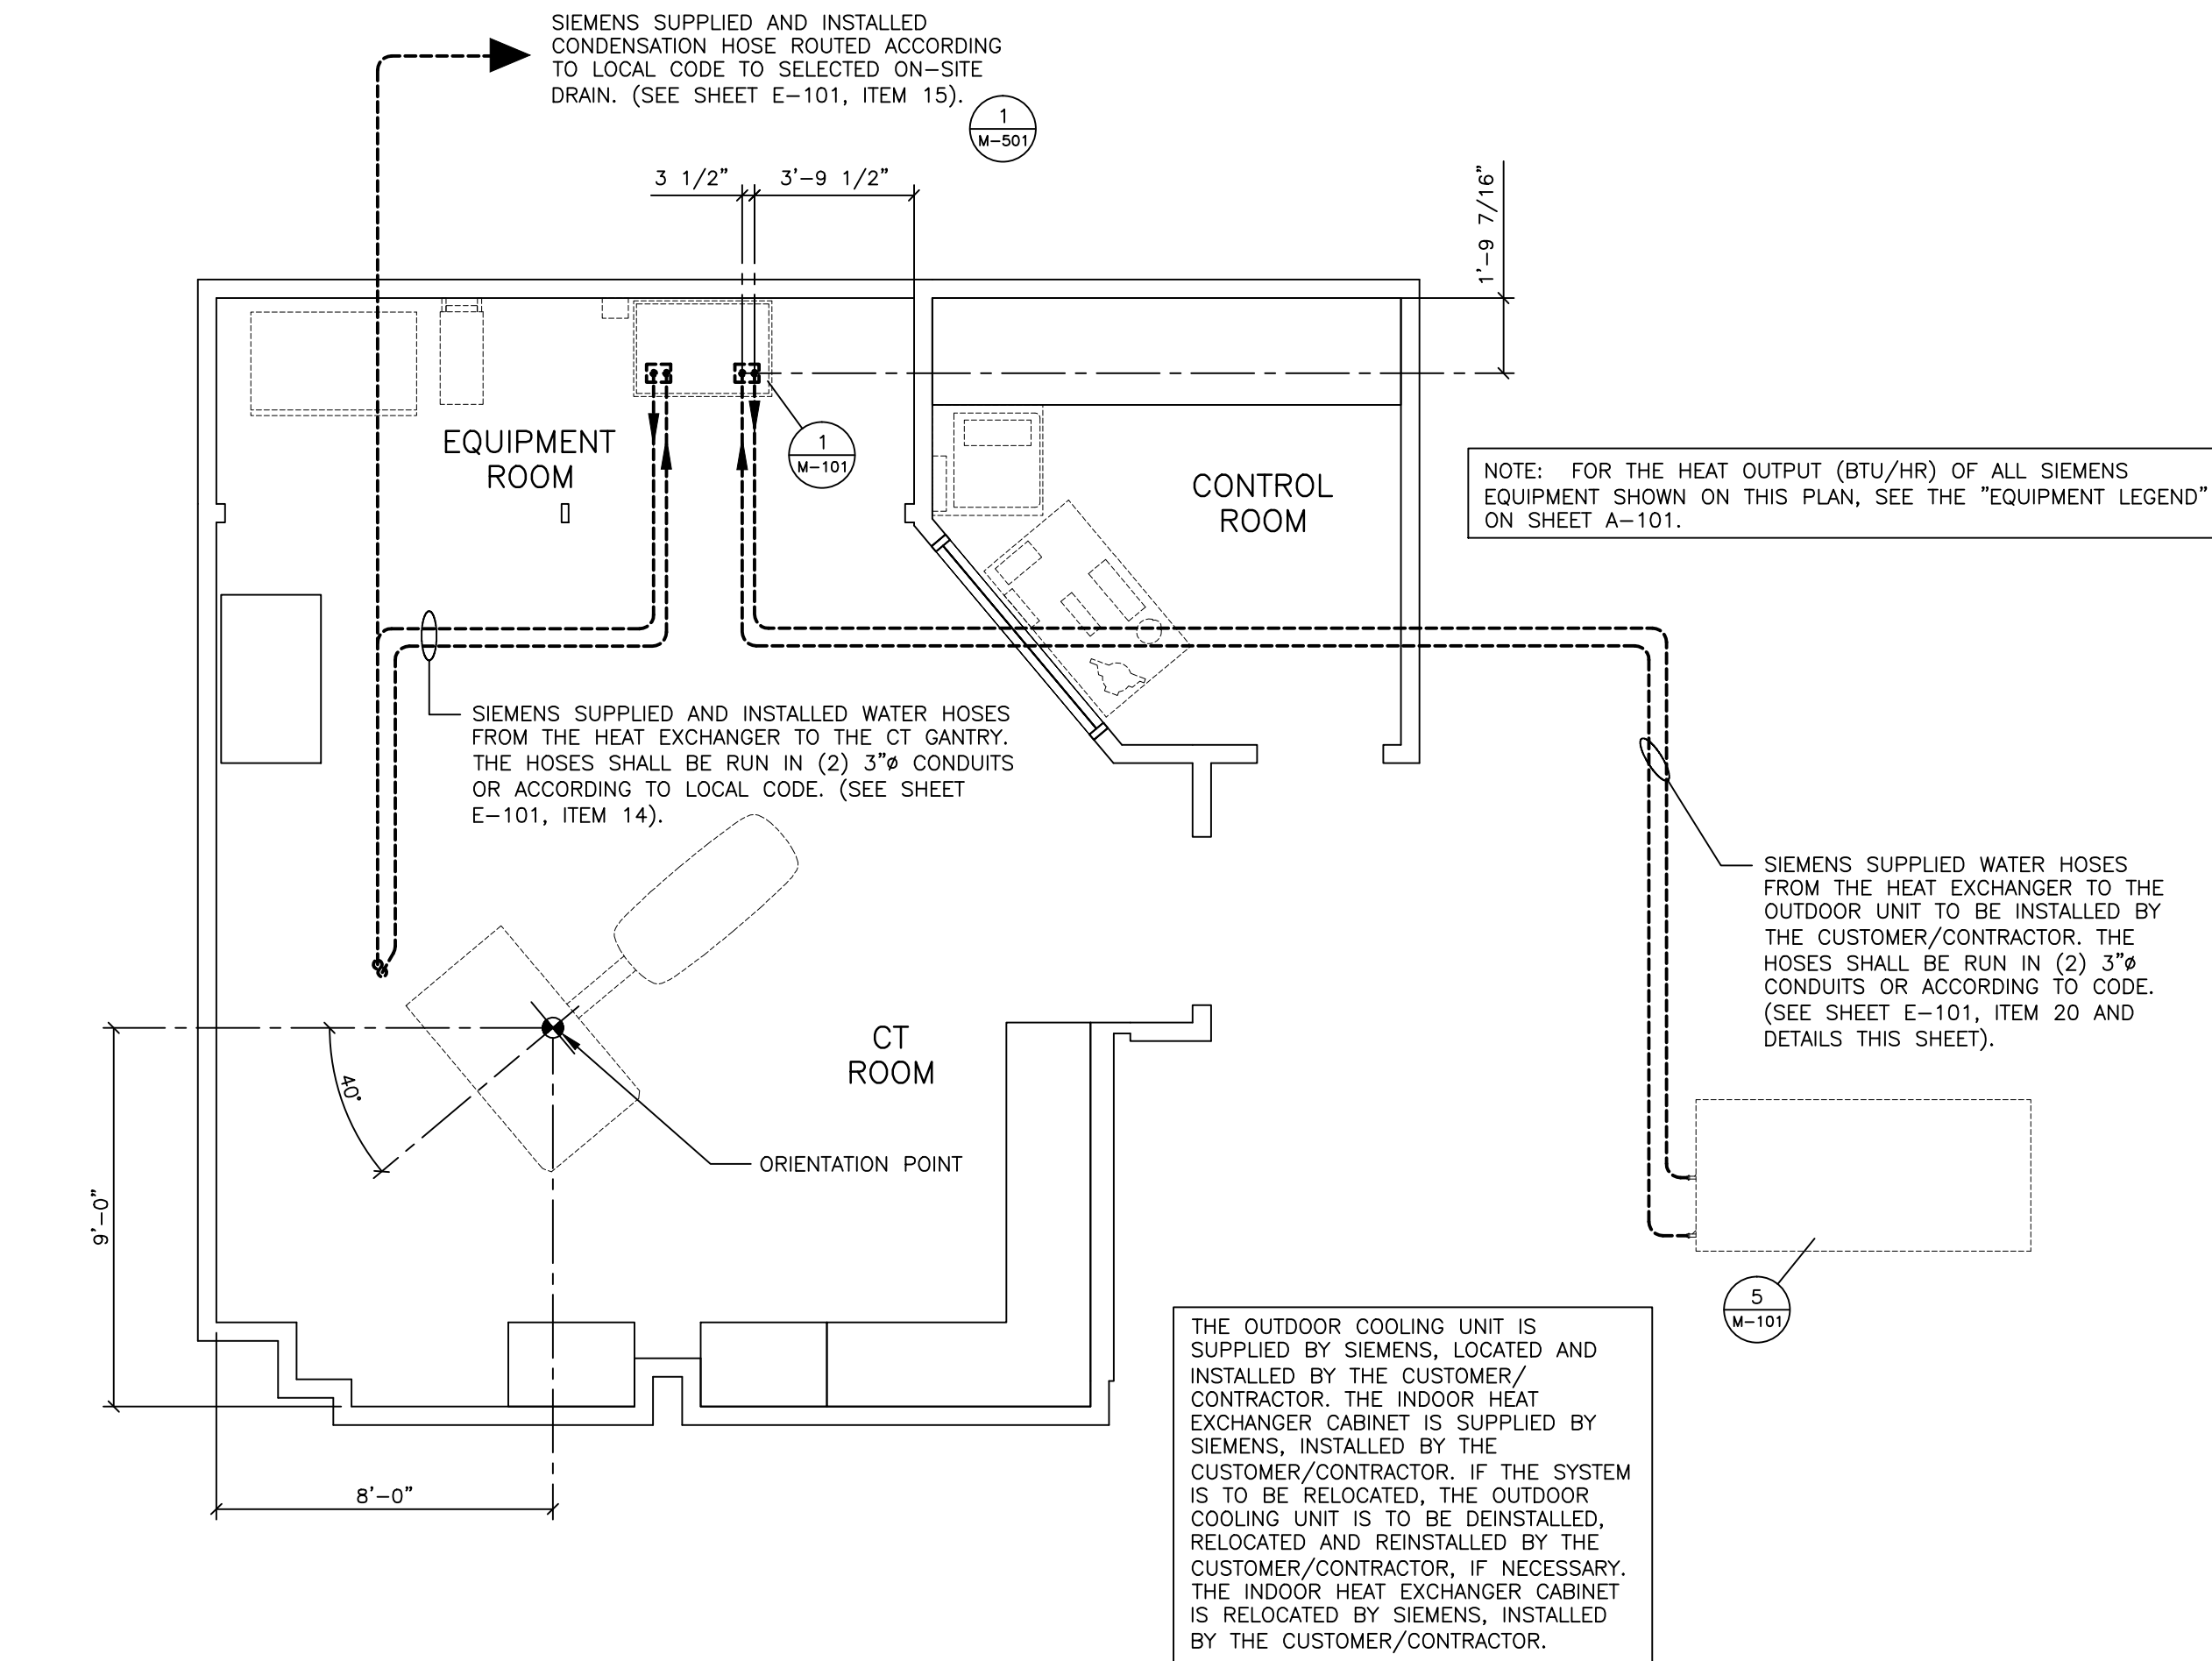 SIEMENS SUPPLIED AND INSTALLED
CONDENSATION HOSE ROUTED ACCORDING
TO LOCAL CODE TO SELECTED ON-SITE
DRAIN. (SEE SHEET E-101, ITEM 15).
1
M-501
3 1/2"
3'-9 1/2"
1'-9 7/16"
EQUIPMENT
ROOM
1
M-101
CONTROL
ROOM
NOTE: FOR THE HEAT OUTPUT (BTU/HR) OF ALL SIEMENS
EQUIPMENT SHOWN ON THIS PLAN, SEE THE "EQUIPMENT LEGEND"
ON SHEET A-101.
SIEMENS SUPPLIED AND INSTALLED WATER HOSES
FROM THE HEAT EXCHANGER TO THE CT GANTRY.
THE HOSES SHALL BE RUN IN (2) 3"ø CONDUITS
OR ACCORDING TO LOCAL CODE. (SEE SHEET
E-101, ITEM 14).
SIEMENS SUPPLIED WATER HOSES
FROM THE HEAT EXCHANGER TO THE
OUTDOOR UNIT TO BE INSTALLED BY
THE CUSTOMER/CONTRACTOR. THE
HOSES SHALL BE RUN IN (2) 3"ø
CONDUITS OR ACCORDING TO CODE.
(SEE SHEET E-101, ITEM 20 AND
DETAILS THIS SHEET).
CT
ROOM
40°
ORIENTATION POINT
9'-0"
8'-0"
5
M-101
THE OUTDOOR COOLING UNIT IS
SUPPLIED BY SIEMENS, LOCATED AND
INSTALLED BY THE CUSTOMER/
CONTRACTOR. THE INDOOR HEAT
EXCHANGER CABINET IS SUPPLIED BY
SIEMENS, INSTALLED BY THE
CUSTOMER/CONTRACTOR. IF THE SYSTEM
IS TO BE RELOCATED, THE OUTDOOR
COOLING UNIT IS TO BE DEINSTALLED,
RELOCATED AND REINSTALLED BY THE
CUSTOMER/CONTRACTOR, IF NECESSARY.
THE INDOOR HEAT EXCHANGER CABINET
IS RELOCATED BY SIEMENS, INSTALLED
BY THE CUSTOMER/CONTRACTOR.